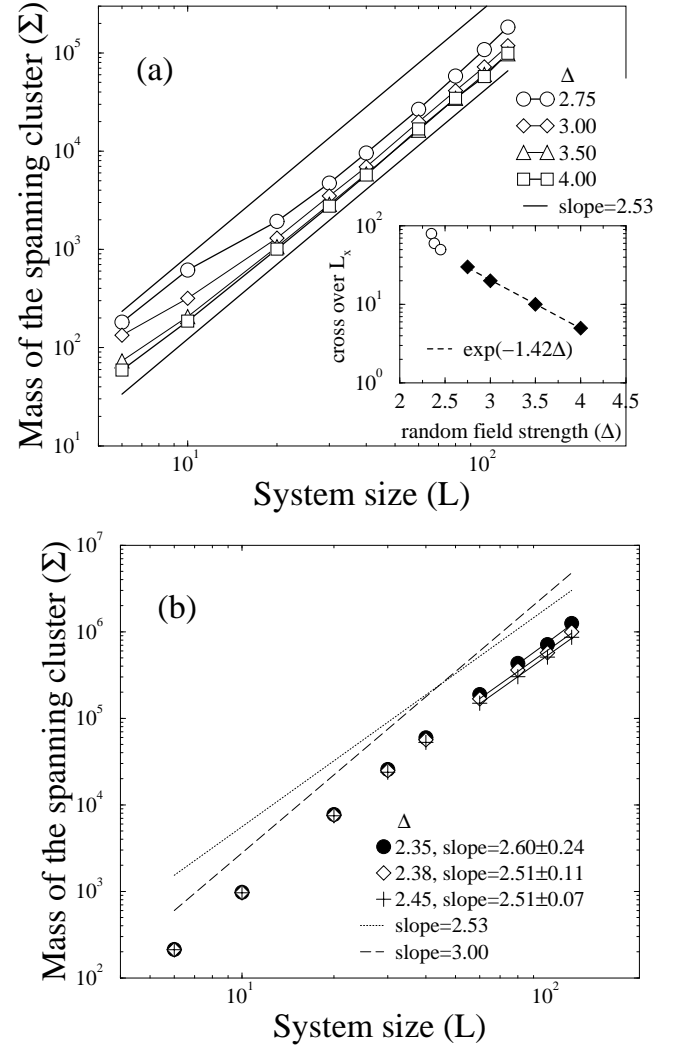 (a)
Mass of the spanning cluster (Σ)
10^5
10^4
10^3
10^2
10^1
Δ
2.75
3.00
3.50
4.00
slope=2.53
cross over L_x
10^2
10^1
10^0
exp(−1.42Δ)
2 2.5 3 3.5 4 4.5
random field strength (Δ)
10^1 10^2
System size (L)
(b)
Mass of the spanning cluster (Σ)
10^7
10^6
10^5
10^4
10^3
10^2
Δ
2.35, slope=2.60±0.24
2.38, slope=2.51±0.11
2.45, slope=2.51±0.07
slope=2.53
slope=3.00
10^1 10^2
System size (L)